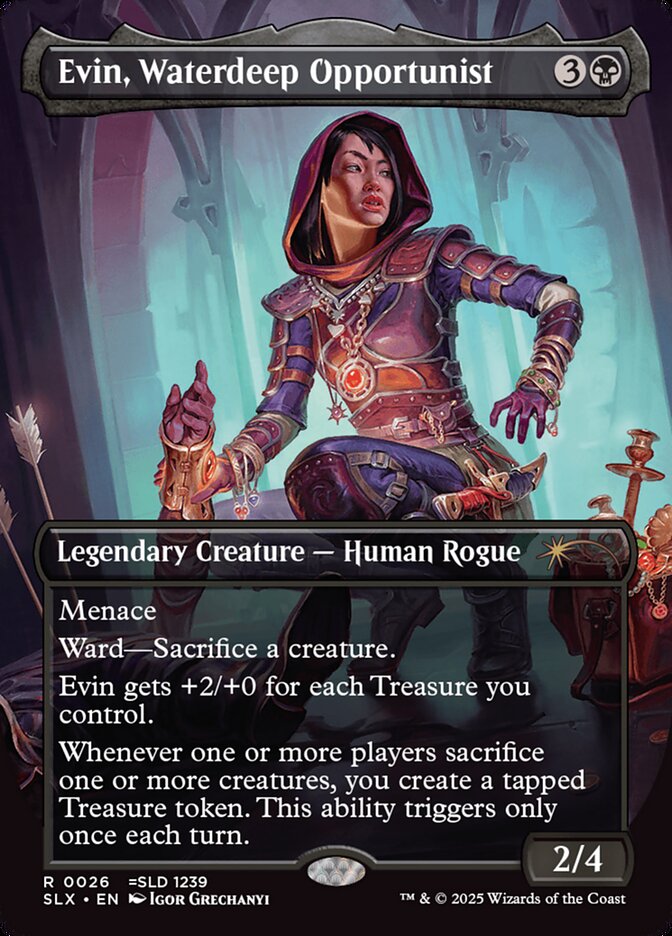 Evin, Waterdeep Opportunist 3
Legendary Creature — Human Rogue
Menace
Ward—Sacrifice a creature.
Evin gets +2/+0 for each Treasure you
control.
Whenever one or more players sacrifice
one or more creatures, you create a tapped
Treasure token. This ability triggers only
once each turn.
2/4
R 0026 =SLD 1239
SLX • EN Igor Grechanyi
™ & © 2025 Wizards of the Coast